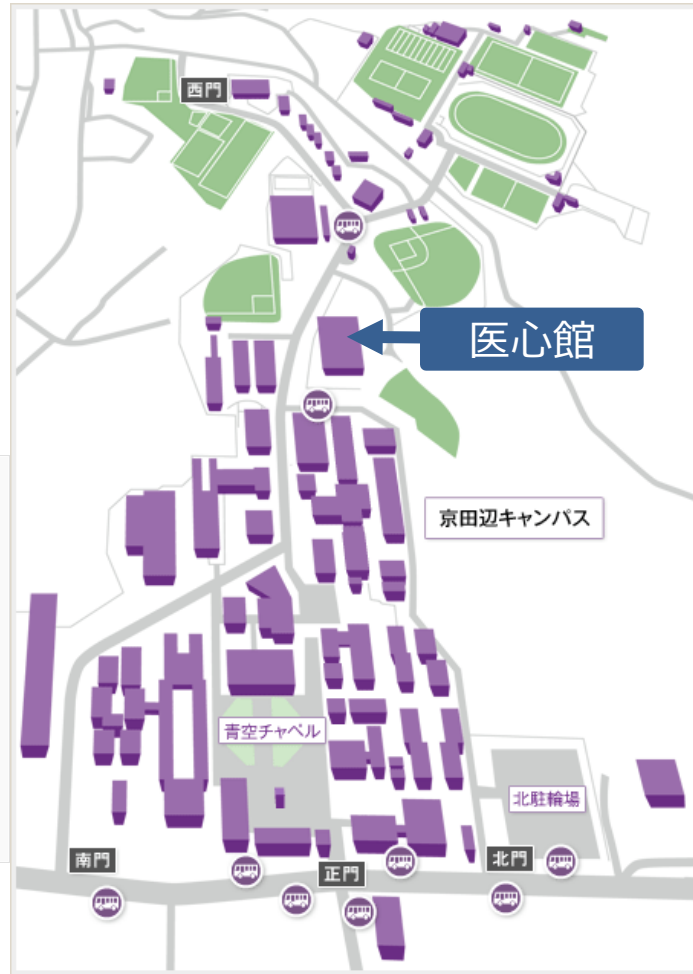 西門
医心館
京田辺キャンパス
青空チャペル
北駐輪場
南門
正門
北門